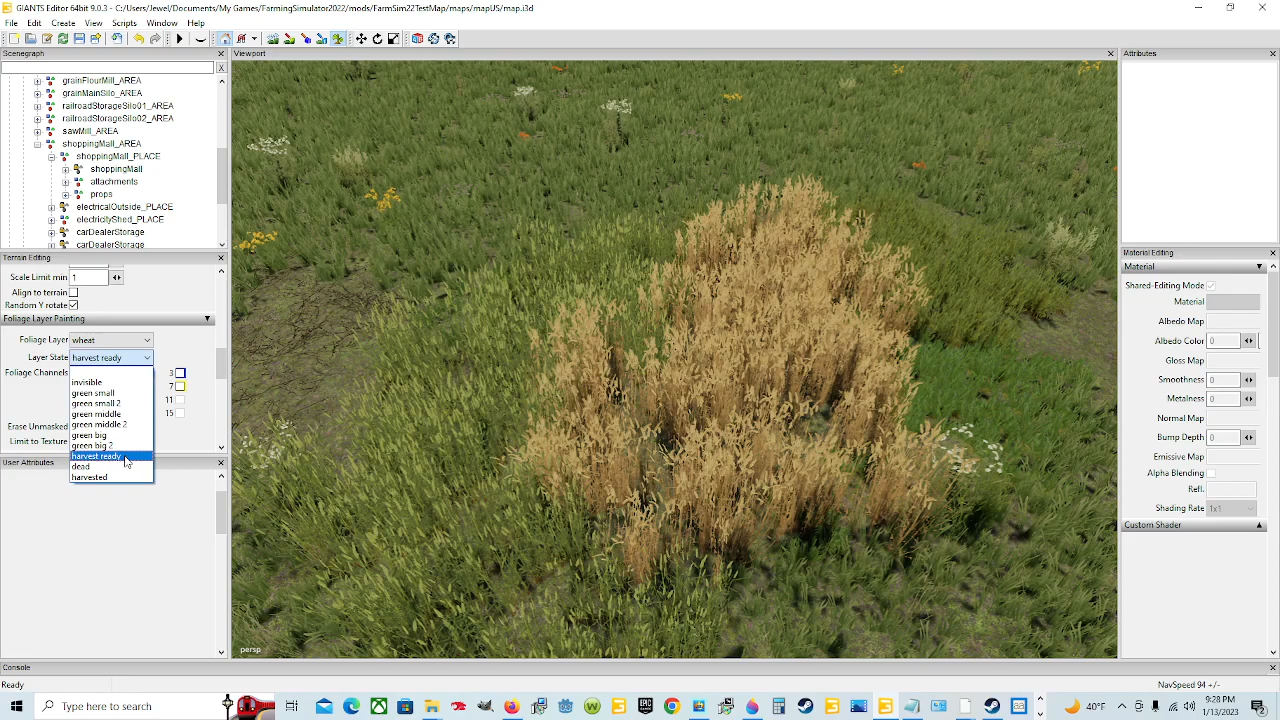 GIANTS Editor 64bit 9.0.3 - C:/Users/Jewel/Documents/My Games/FarmingSimulator2022/mods/FarmSim22TestMap/maps/mapUS/map.i3d
File Edit Create View Scripts Window Help
Scenegraph
X
grainFlourMill_AREA
grainMainSilo_AREA
railroadStorageSilo01_AREA
railroadStorageSilo02_AREA
sawMill_AREA
shoppingMall_AREA
shoppingMall_PLACE
shoppingMall
attachments
props
electricalOutside_PLACE
electricityShed_PLACE
carDealerStorage
carDealerStorage
Terrain Editing
Scale Limit min 1
Align to terrain
Random Y rotate
Foliage Layer Painting
Foliage Layer wheat
Layer State harvest ready
Foliage Channels 3
7
11
15
invisible
green small
green small 2
green middle
green middle 2
green big
green big 2
harvest ready
dead
harvested
Ease Unmasked
Limit to Texture
User Attributes
Viewport
persp
Attributes
Material Editing
Material
Shared-Editing Mode
Material
Albedo Map
Albedo Color 0
Gloss Map
Smoothness 0
Metalness 0
Normal Map
Bump Depth 0
Emissive Map
Alpha Blending
Refl.
Shading Rate 1x1
Custom Shader
Console
Ready
NavSpeed 94 +/-
Type here to search
EPIC
40°F
9:28 PM
1/13/2023
2